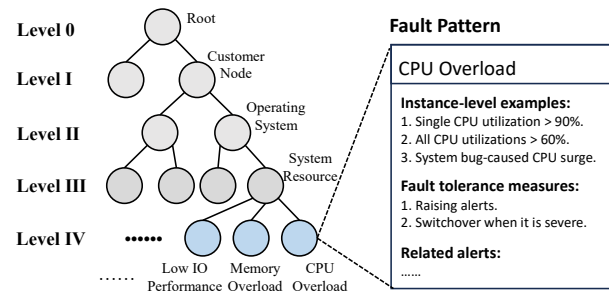 Level 0
Root
Level I
Customer
Node
Level II
Operating
System
Level III
System
Resource
Level IV
••••••
Low IO
Performance
Memory
Overload
CPU
Overload
……
Fault Pattern
CPU Overload
Instance-level examples:
1. Single CPU utilization > 90%.
2. All CPU utilizations > 60%.
3. System bug-caused CPU surge.
Fault tolerance measures:
1. Raising alerts.
2. Switchover when it is severe.
Related alerts:
……